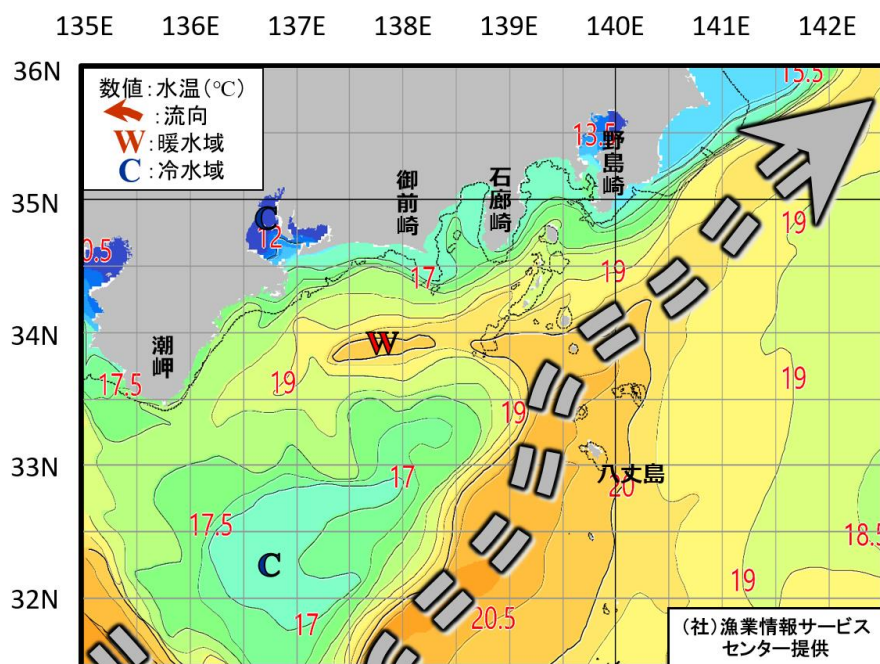 135E 136E 137E 138E 139E 140E 141E 142E
36N
35N
34N
33N
32N
数値:水温(℃)
:流向
W:暖水域
C:冷水域
15.5
13.5
野島崎
石廊崎
御前崎
C
12
0.5
17
19
19
潮岬
W
17.5
19
19
19
八丈島
20
17
17.5
18.5
C
19
17
20.5
(社)漁業情報サービス
センター提供